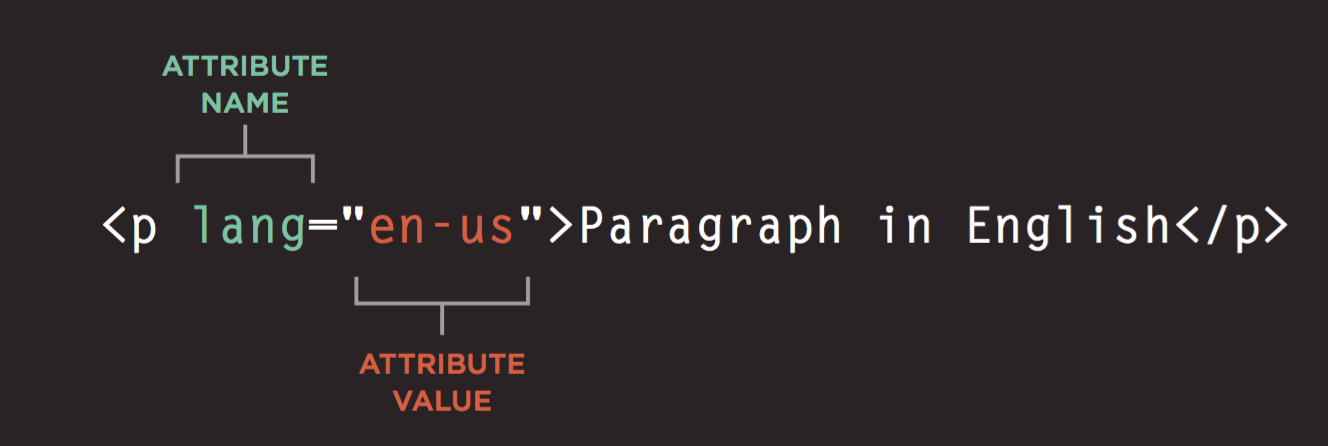 ATTRIBUTE
NAME
<p lang="en-us">Paragraph in English</p>
ATTRIBUTE
VALUE